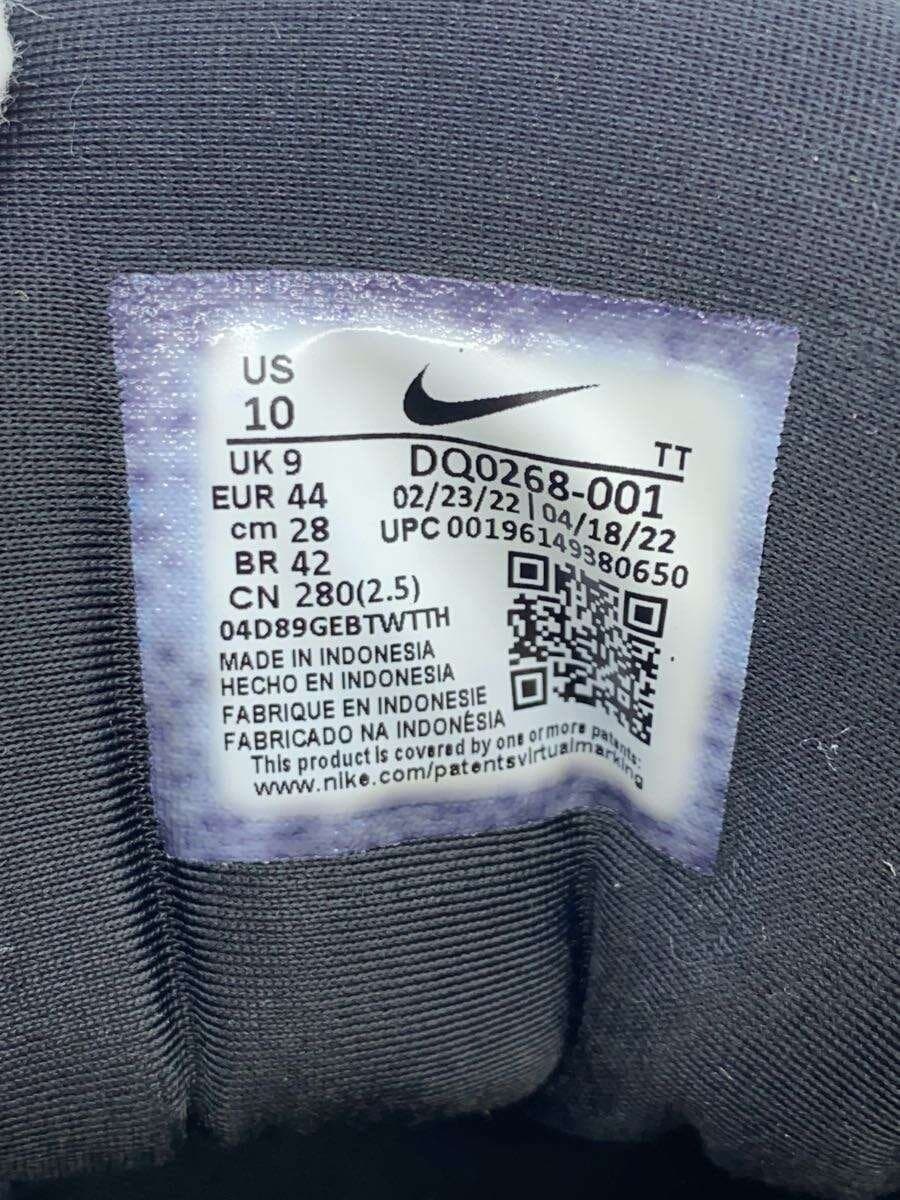 US
10
TT
UK 9
EUR 44
cm 28
BR 42
CN 280(2.5)
04D89GEBTWTTH
DQ0268-001
02/23/22 | 04/18/22
UPC 00196149380650
MADE IN INDONESIA
HECHO EN INDONESIA
FABRIQUE EN INDONESIE
FABRICADO NA INDONÉSIA
This product is covered by one or more patents:
www.nike.com/patentsvirtualmarking